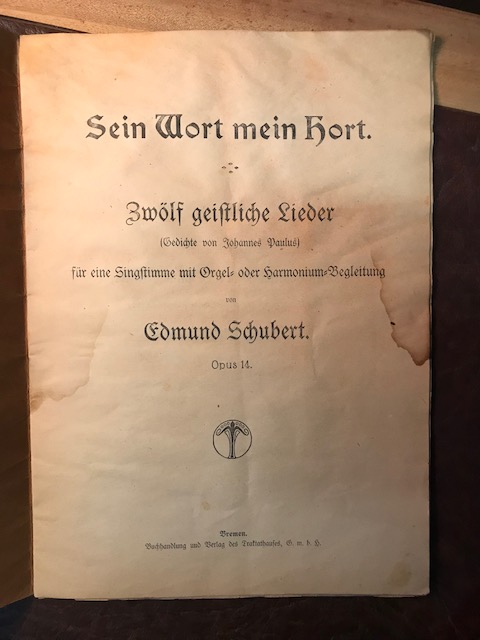 Sein Wort mein Hort.
Zwölf geistliche Lieder
(Gedichte von Johannes Paulus)
für eine Singstimme mit Orgel- oder Harmonium-Begleitung
von
Edmund Schubert.
Opus 14.
Bremen.
Buchhandlung und Verlag des Traktathauses, G. m. b. H.